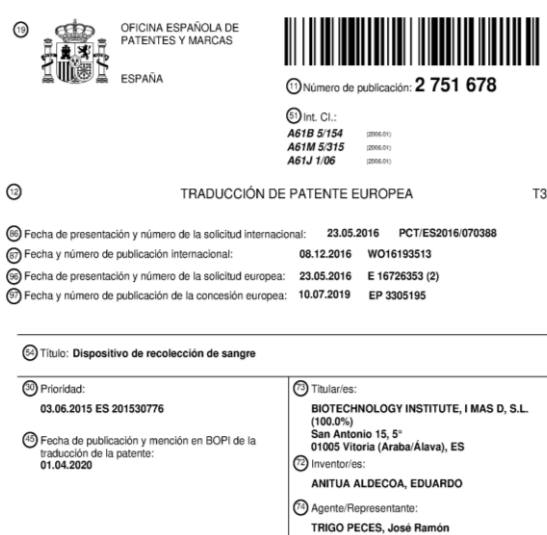 19 OFICINA ESPAÑOLA DE
PATENTES Y MARCAS
ESPAÑA
11 Número de publicación: 2 751 678
51 Int. Cl.:
A61B 5/154 (2006.01)
A61M 5/315 (2006.01)
A61J 1/06 (2006.01)
12 TRADUCCIÓN DE PATENTE EUROPEA T3
86 Fecha de presentación y número de la solicitud internacional: 23.05.2016 PCT/ES2016/070388
87 Fecha y número de publicación internacional: 08.12.2016 WO16193513
96 Fecha de presentación y número de la solicitud europea: 23.05.2016 E 16726353 (2)
97 Fecha y número de publicación de la concesión europea: 10.07.2019 EP 3305195
54 Título: Dispositivo de recolección de sangre
30 Prioridad:
03.06.2015 ES 201530776
45 Fecha de publicación y mención en BOPI de la
traducción de la patente:
01.04.2020
73 Titular/es:
BIOTECHNOLOGY INSTITUTE, I MAS D, S.L.
(100.0%)
San Antonio 15, 5°
01005 Vitoria (Araba/Álava), ES
72 Inventor/es:
ANITUA ALDECOA, EDUARDO
74 Agente/Representante:
TRIGO PECES, José Ramón